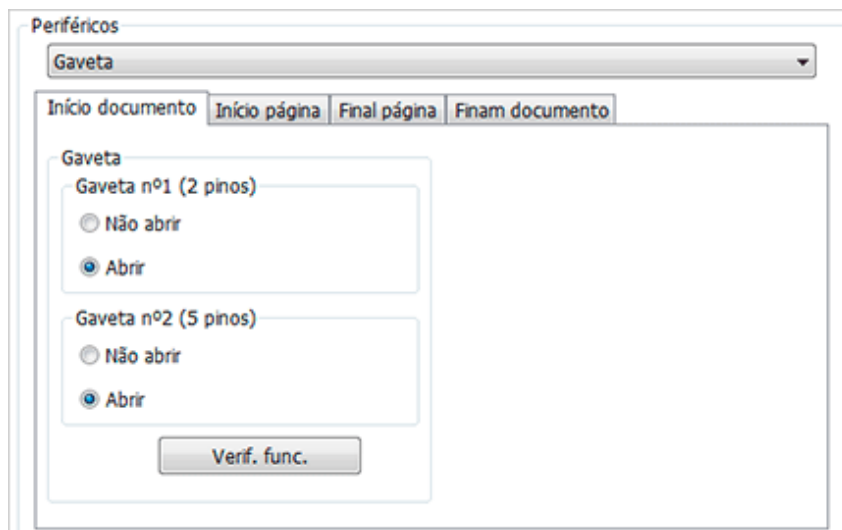 Periféricos
Gaveta
Início documento Início página Final página Finam documento
Gaveta
Gaveta nº1 (2 pinos)
Não abrir
Abrir
Gaveta nº2 (5 pinos)
Não abrir
Abrir
Verif. func.